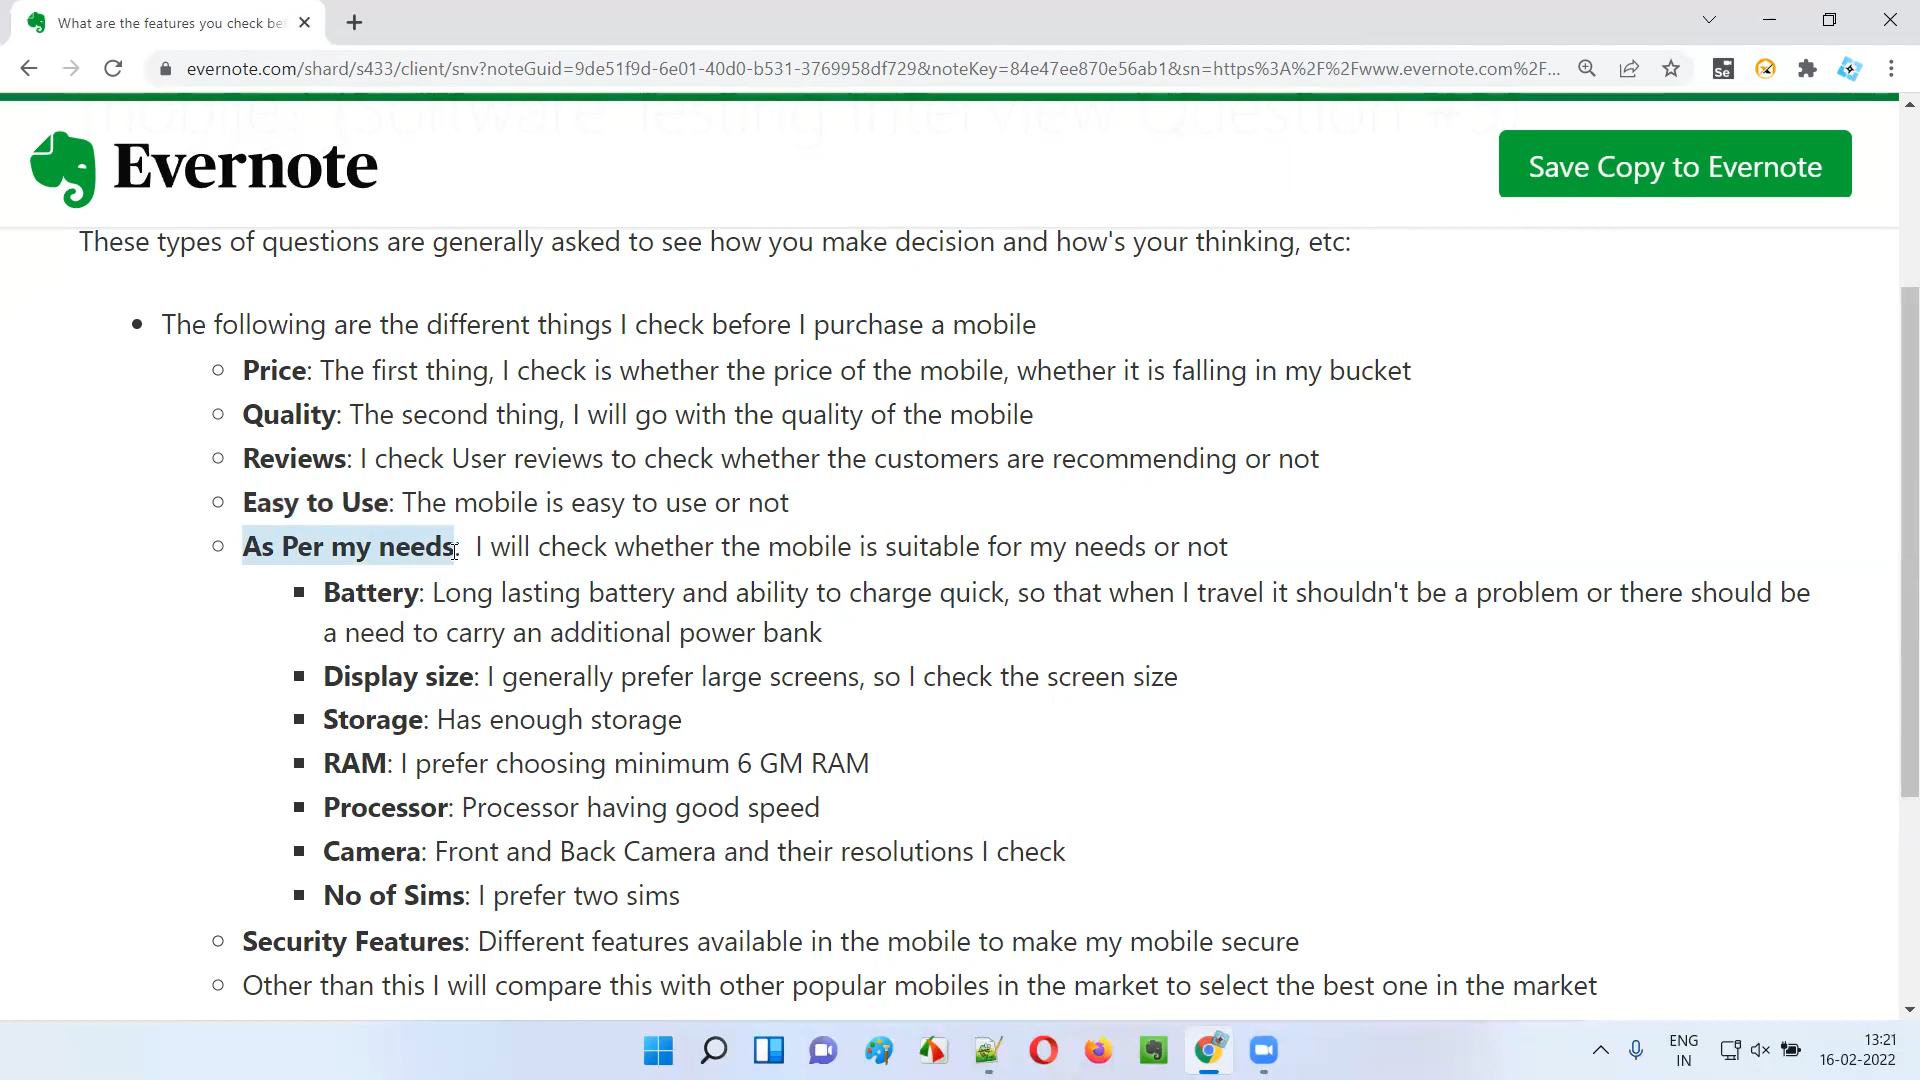 What are the features you check be
evernote.com/shard/s433/client/snv?noteGuid=9de51f9d-6e01-40d0-b531-3769958df729&noteKey=84e47ee870e56ab1&sn=https%3A%2F%2Fwww.evernote.com%2F...
Se
mobile? (Software Testing Interview Question #5)
Evernote
Save Copy to Evernote
These types of questions are generally asked to see how you make decision and how's your thinking, etc:
The following are the different things I check before I purchase a mobile
Price: The first thing, I check is whether the price of the mobile, whether it is falling in my bucket
Quality: The second thing, I will go with the quality of the mobile
Reviews: I check User reviews to check whether the customers are recommending or not
Easy to Use: The mobile is easy to use or not
As Per my needs: I will check whether the mobile is suitable for my needs or not
Battery: Long lasting battery and ability to charge quick, so that when I travel it shouldn't be a problem or there should be
a need to carry an additional power bank
Display size: I generally prefer large screens, so I check the screen size
Storage: Has enough storage
RAM: I prefer choosing minimum 6 GM RAM
Processor: Processor having good speed
Camera: Front and Back Camera and their resolutions I check
No of Sims: I prefer two sims
Security Features: Different features available in the mobile to make my mobile secure
Other than this I will compare this with other popular mobiles in the market to select the best one in the market
ENG
IN
13:21
16-02-2022